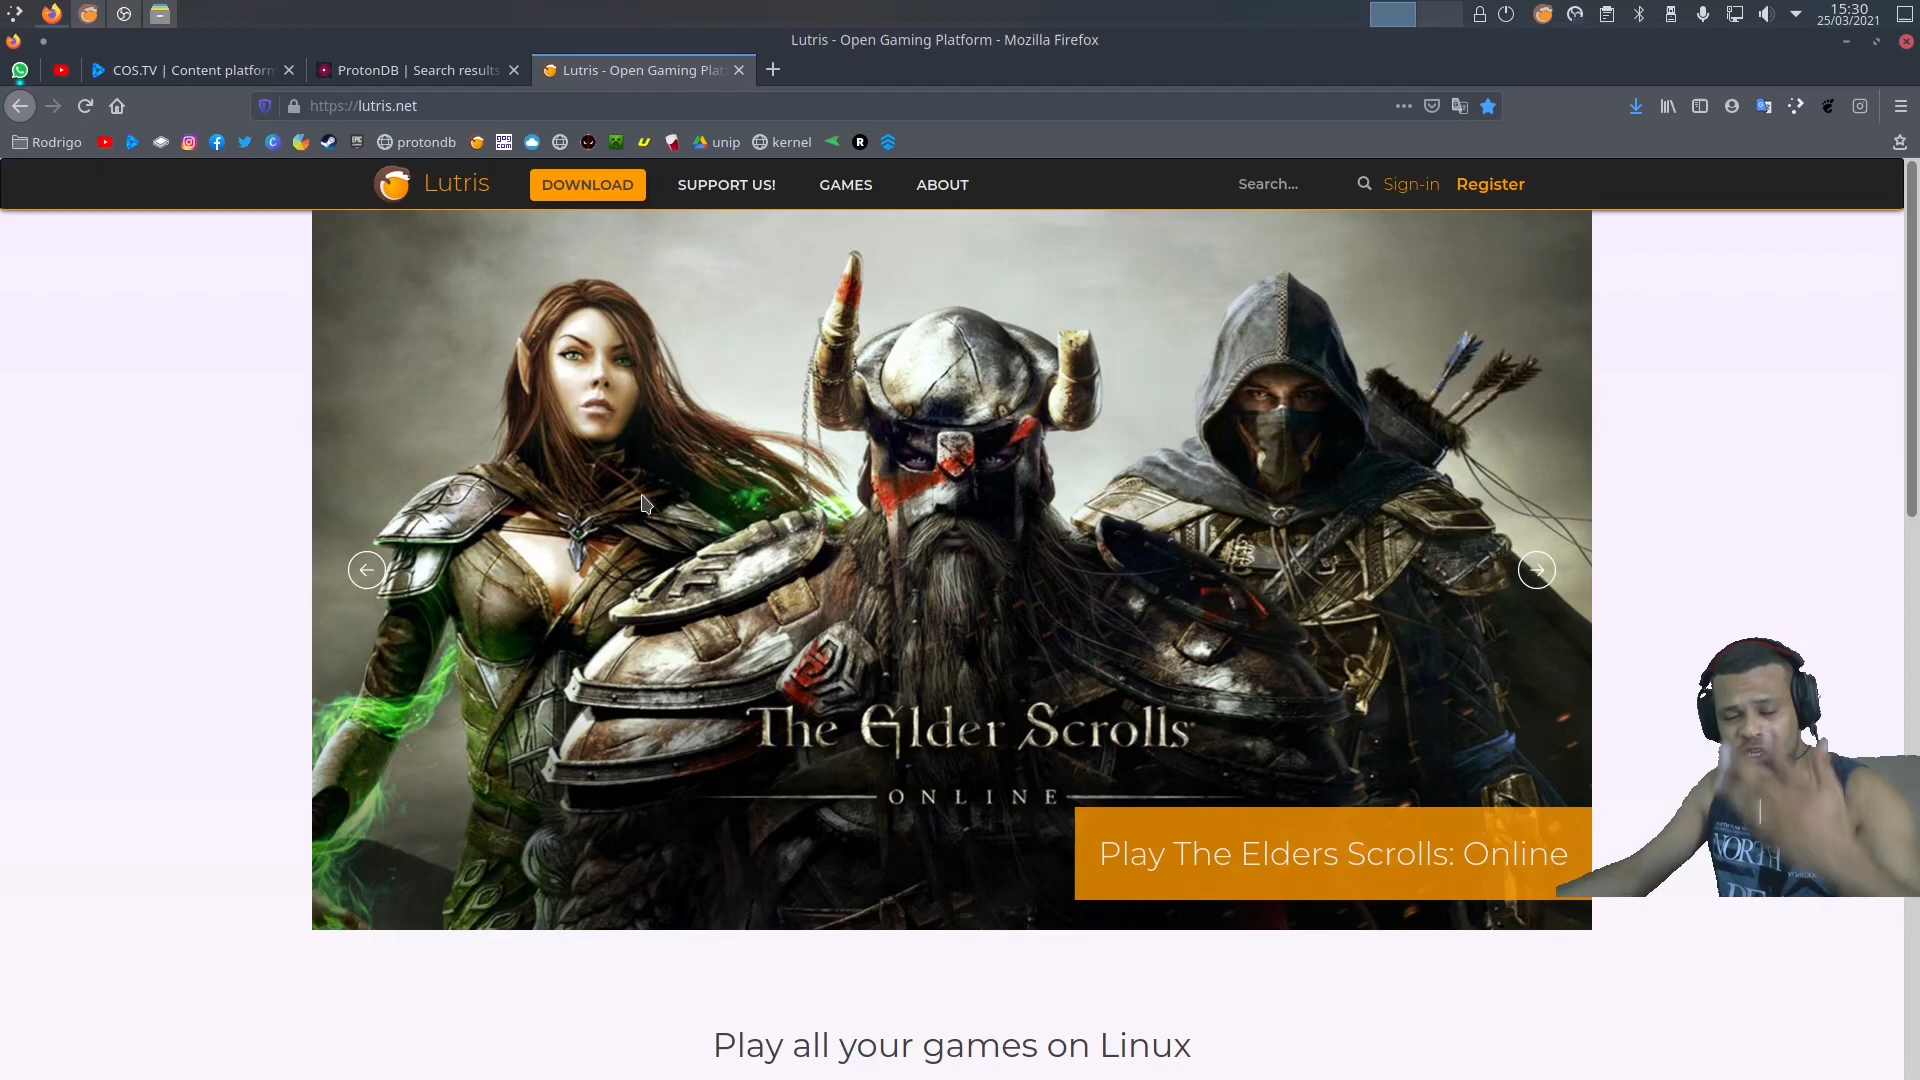 15:30
25/03/2021
Lutris - Open Gaming Platform - Mozilla Firefox
COS.TV | Content platform
ProtonDB | Search results
Lutris - Open Gaming Plat
https://lutris.net
Rodrigo
protondb
unip
kernel
Lutris
DOWNLOAD
SUPPORT US!
GAMES
ABOUT
Search...
Sign-in
Register
The Elder Scrolls
ONLINE
Play The Elders Scrolls: Online
NORTH
Play all your games on Linux